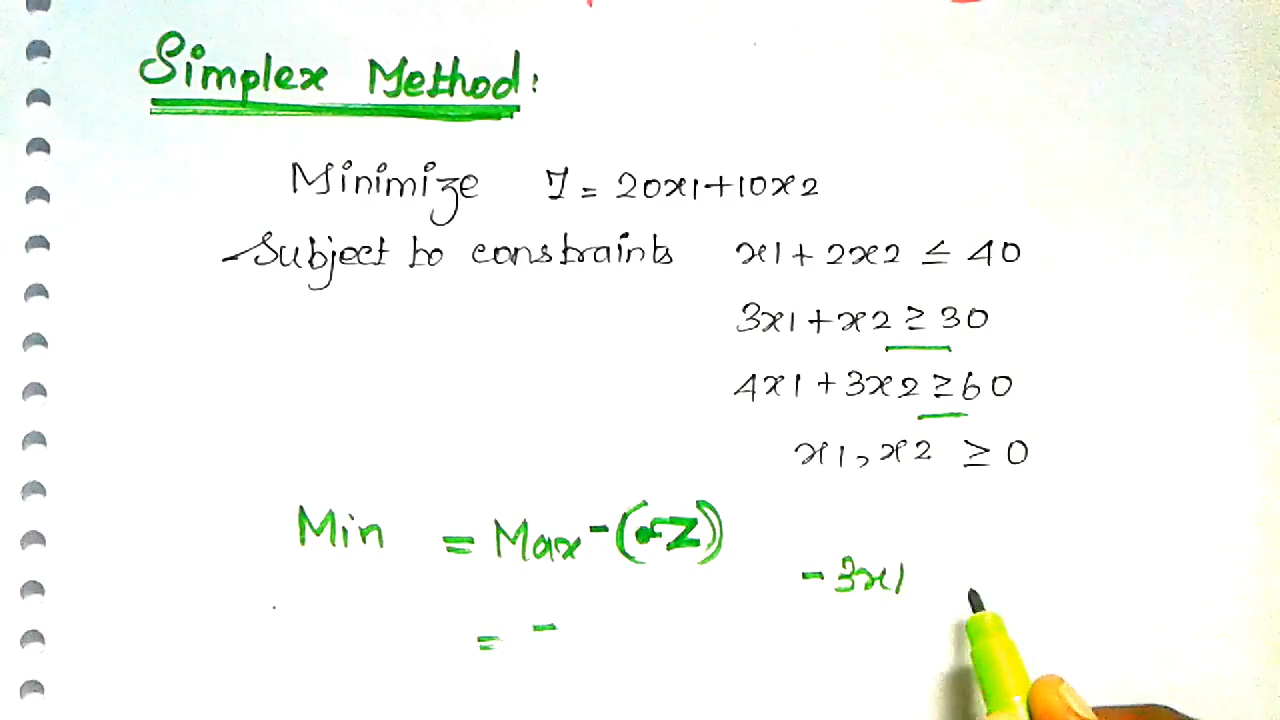 Simplex Method:
Minimize Z = 20x1+10x2
Subject to constraints x1 + 2x2 ≤ 40
3x1 + x2 ≥ 30
4x1 + 3x2 ≥ 60
x1, x2 ≥ 0
Min = Max -(-Z)
- 3x1
= -